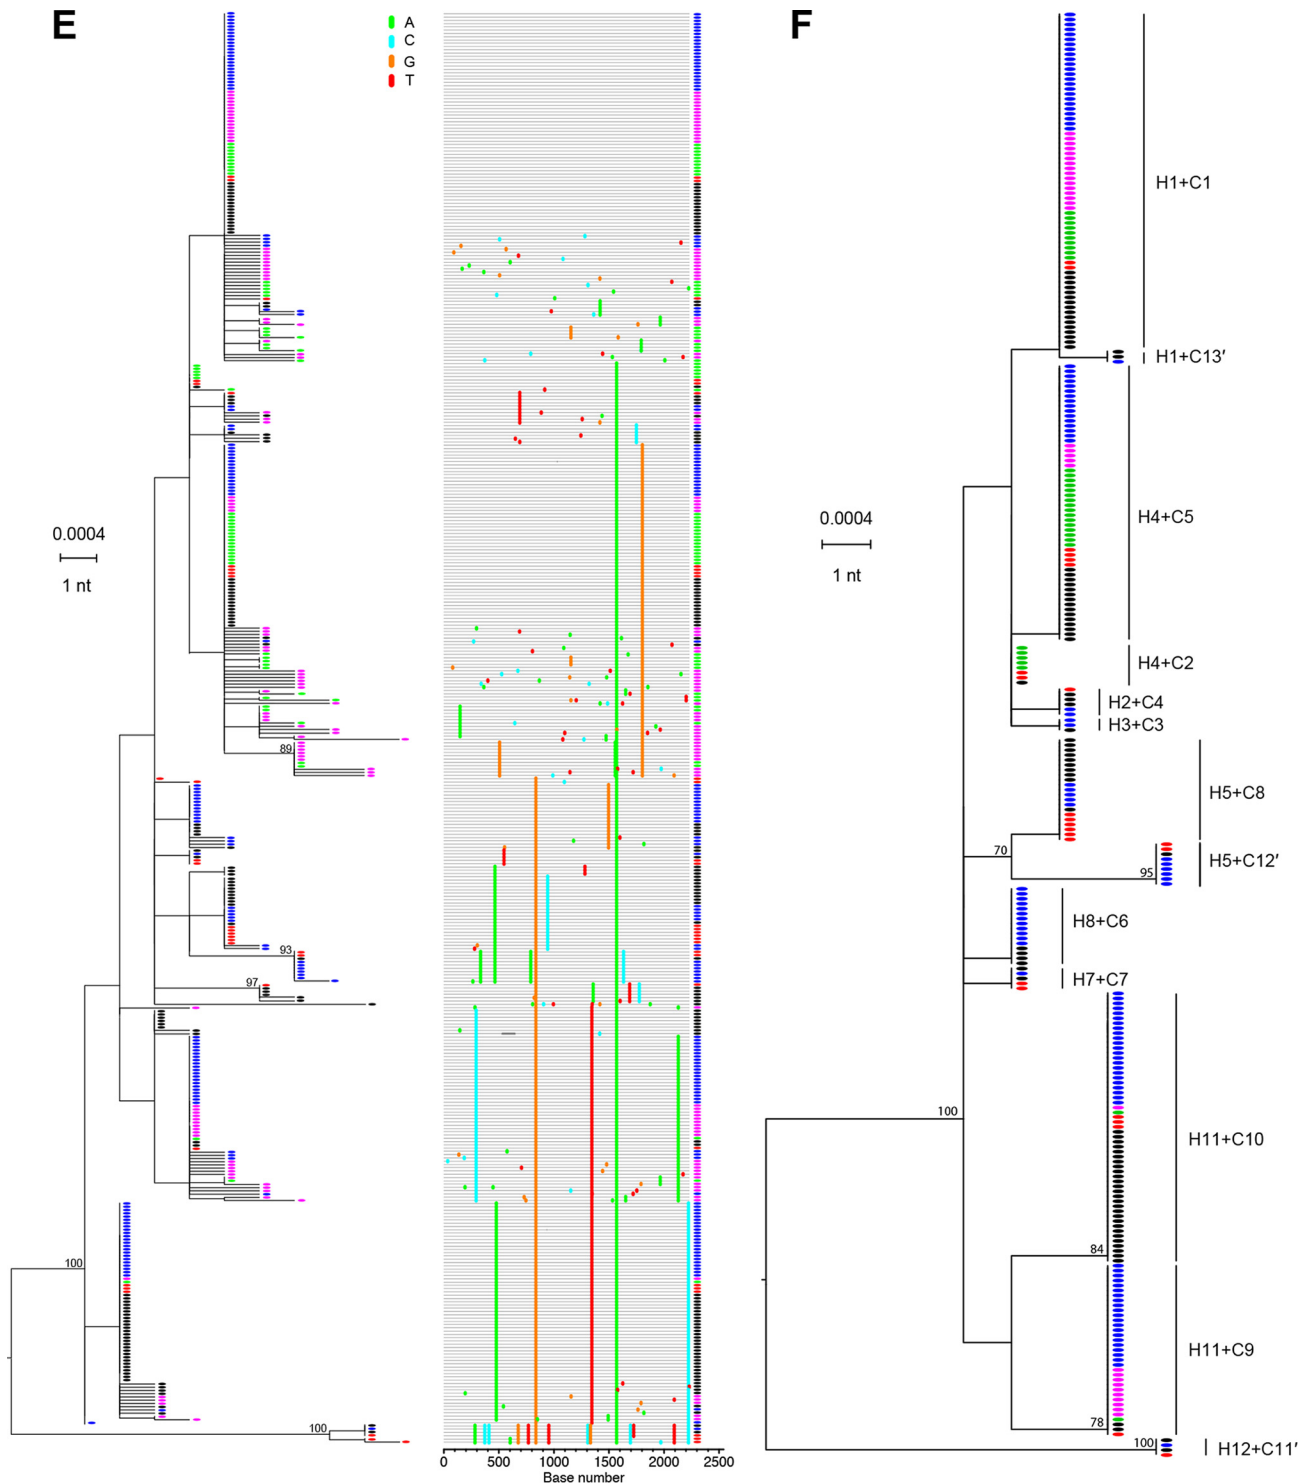 E
A
C
G
T
0.0004
1 nt
89
93
97
100
100
0
500
1000
1500
2000
2500
Base number
F
H1+C1
H1+C13′
H4+C5
0.0004
1 nt
H4+C2
H2+C4
H3+C3
H5+C8
70
95
H5+C12′
H8+C6
H7+C7
100
H11+C10
84
H11+C9
78
100
H12+C11′